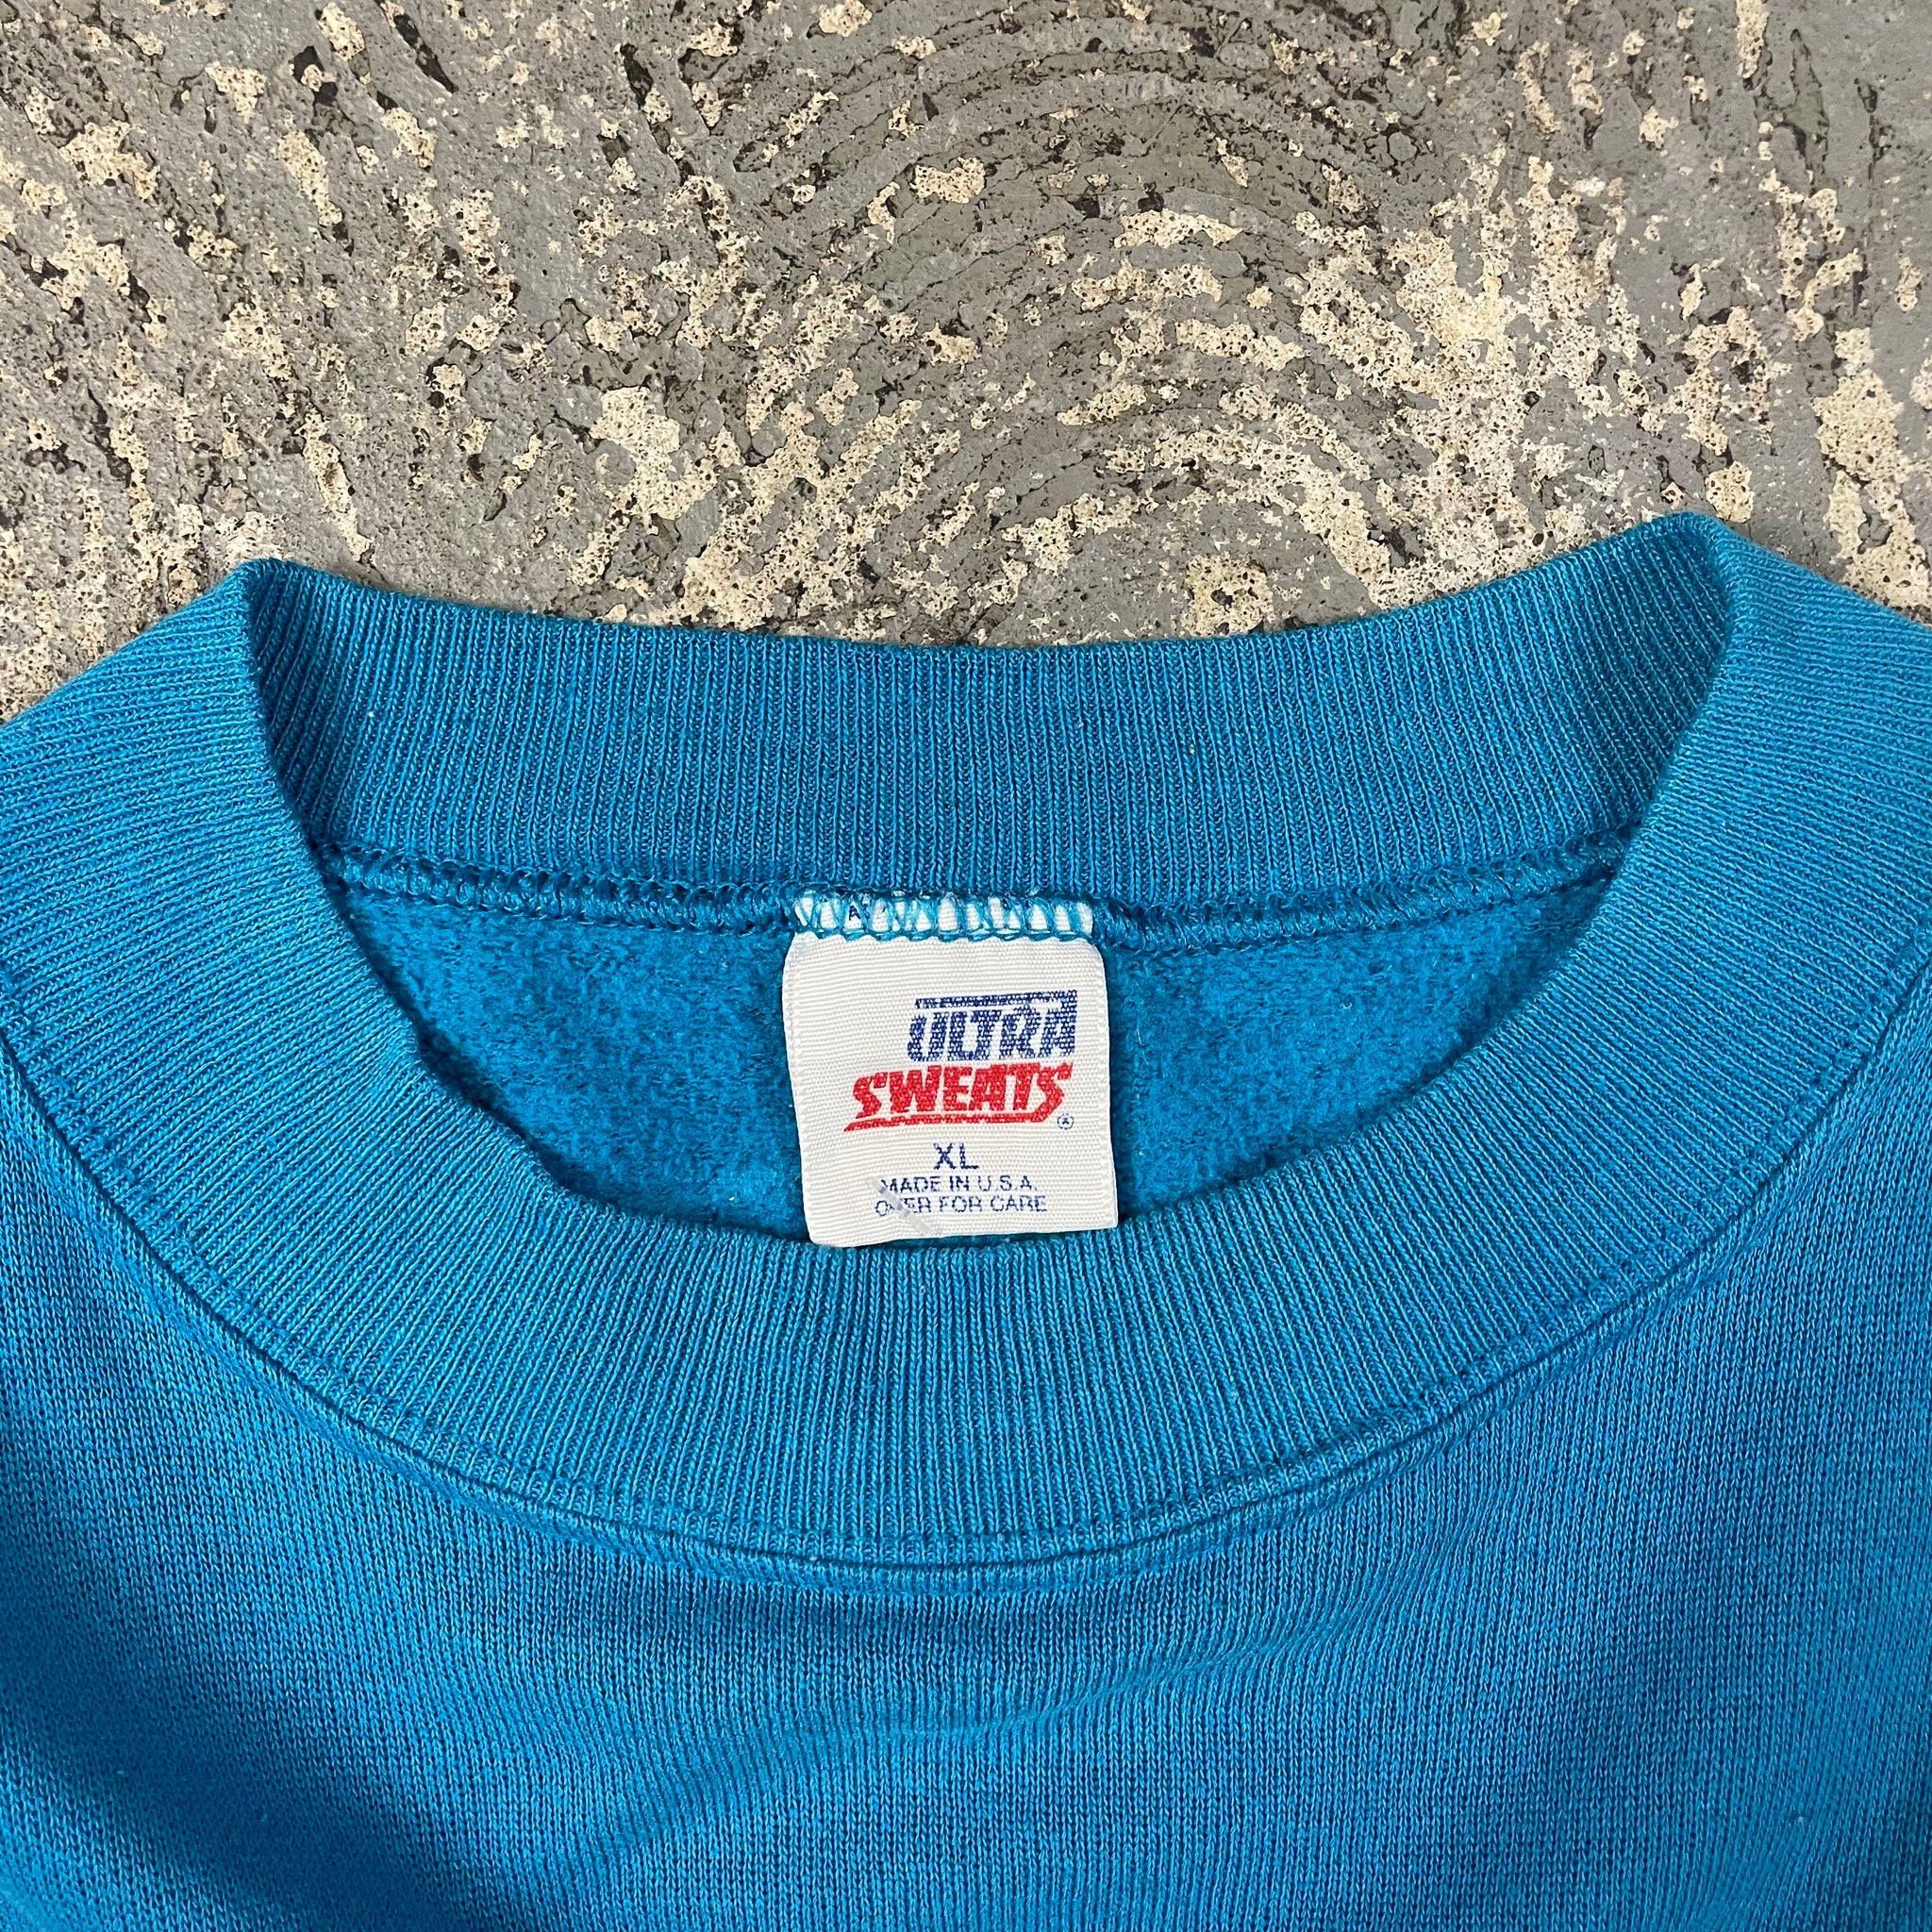 ULTRA
SWEATS®
XL
MADE IN U.S.A.
OVER FOR CARE